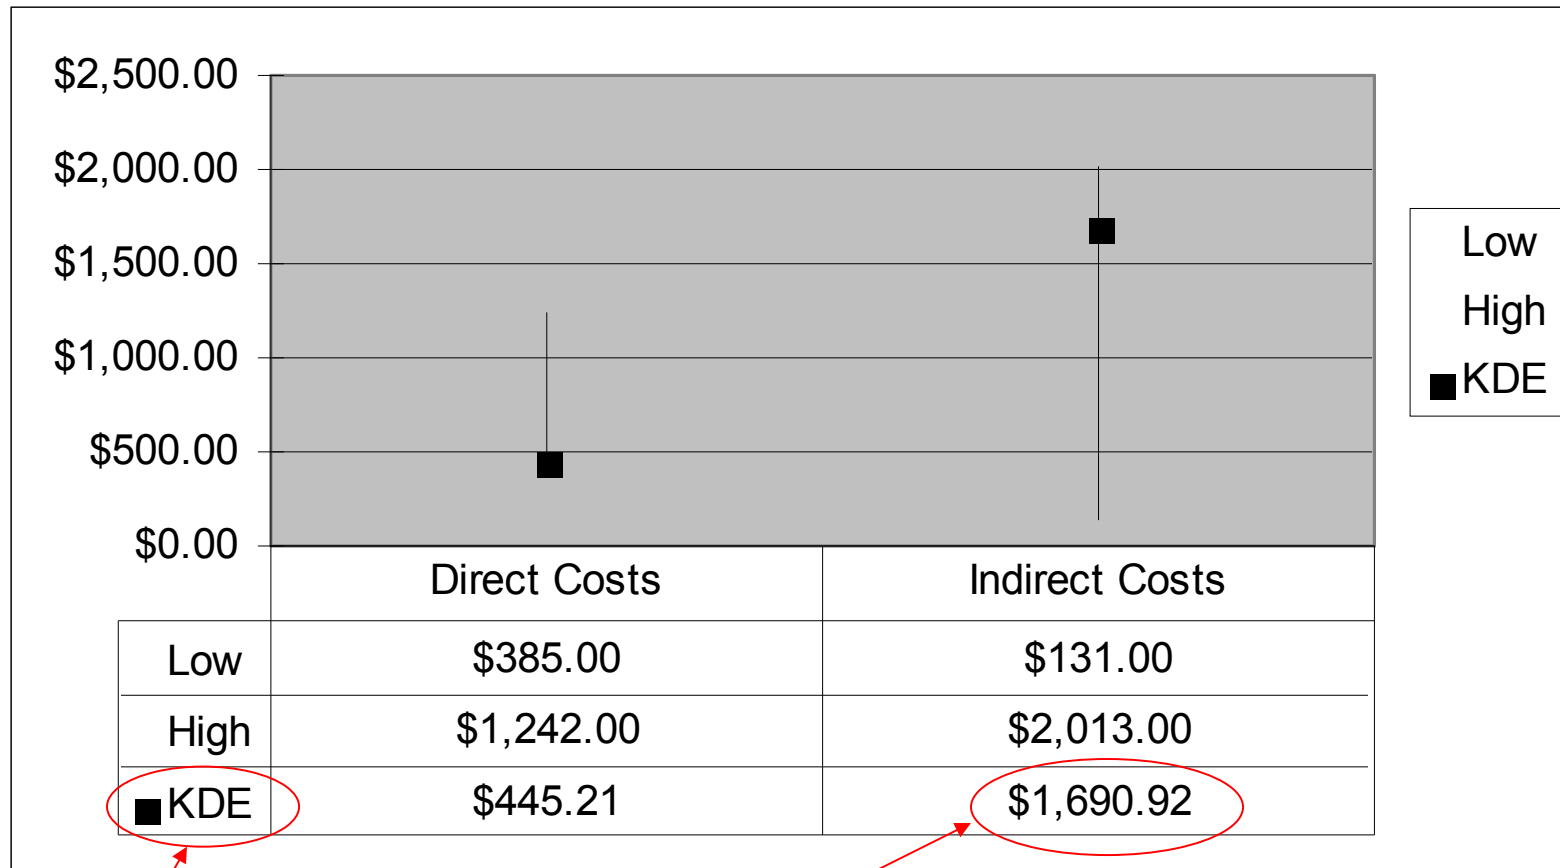 $2,500.00
$2,000.00
$1,500.00
$1,000.00
$500.00
$0.00
Low
High
KDE
Direct Costs Indirect Costs
Low $385.00 $131.00
High $1,242.00 $2,013.00
KDE $445.21 $1,690.92